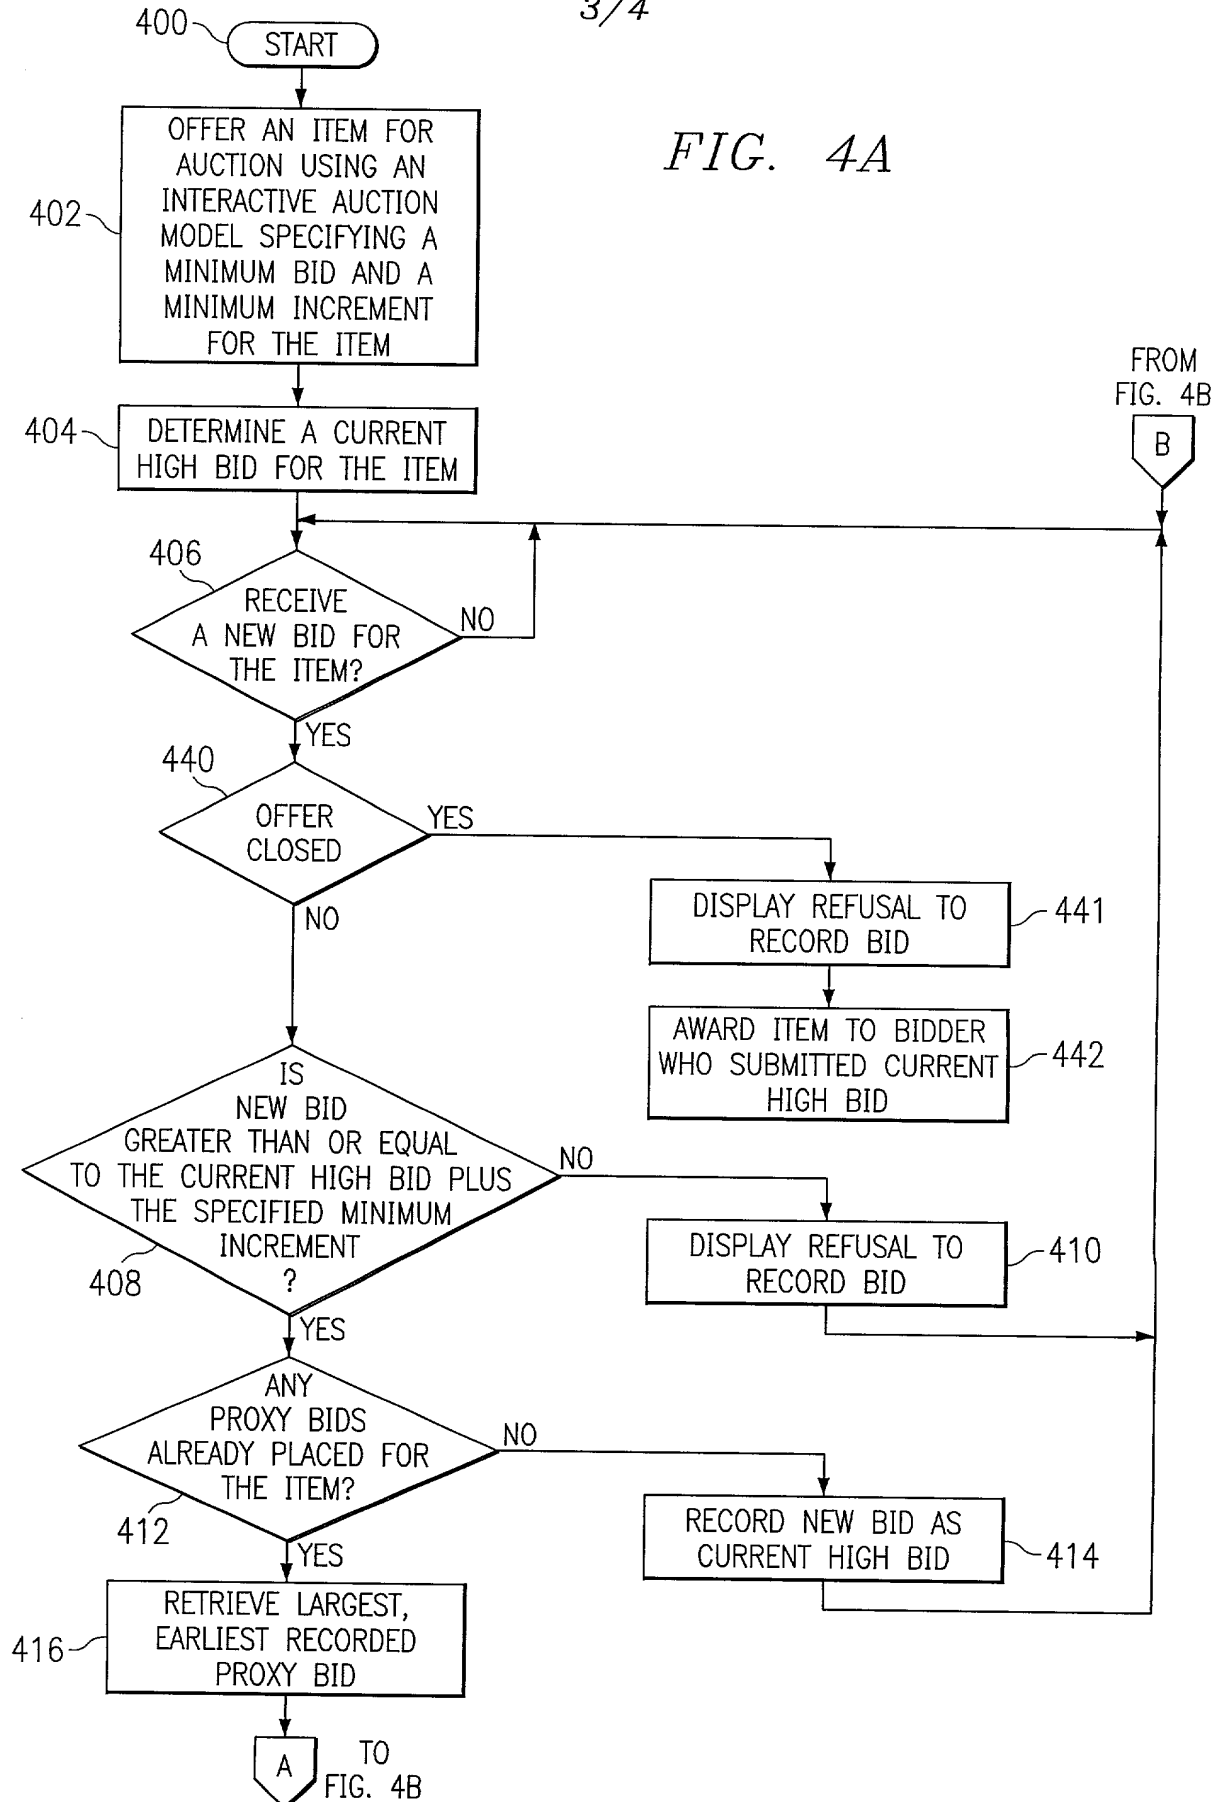 3/4
400
START
FIG. 4A
OFFER AN ITEM FOR
AUCTION USING AN
INTERACTIVE AUCTION
MODEL SPECIFYING A
MINIMUM BID AND A
MINIMUM INCREMENT
FOR THE ITEM
402
FROM
FIG. 4B
B
404
DETERMINE A CURRENT
HIGH BID FOR THE ITEM
406
RECEIVE
A NEW BID FOR
THE ITEM?
NO
YES
440
OFFER
CLOSED
YES
NO
DISPLAY REFUSAL TO
RECORD BID
441
AWARD ITEM TO BIDDER
WHO SUBMITTED CURRENT
HIGH BID
442
IS
NEW BID
GREATER THAN OR EQUAL
TO THE CURRENT HIGH BID PLUS
THE SPECIFIED MINIMUM
INCREMENT
?
408
NO
YES
DISPLAY REFUSAL TO
RECORD BID
410
ANY
PROXY BIDS
ALREADY PLACED FOR
THE ITEM?
412
NO
YES
RECORD NEW BID AS
CURRENT HIGH BID
414
RETRIEVE LARGEST,
EARLIEST RECORDED
PROXY BID
416
A
TO
FIG. 4B